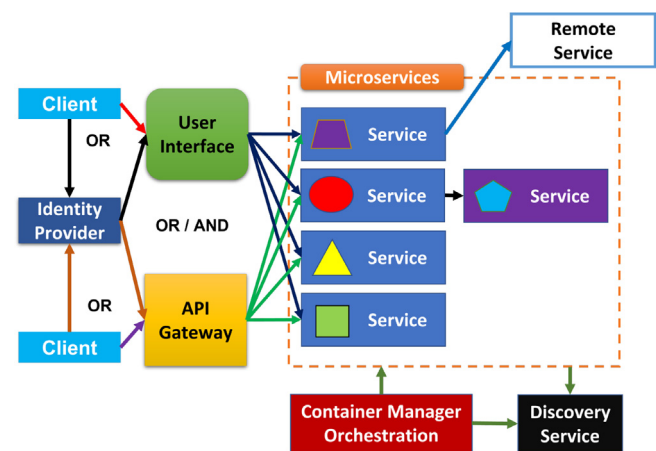 Remote
Service
Microservices
Client
User
Interface
OR
Service
Identity
Provider
Service
Service
OR / AND
Service
OR
API
Gateway
Service
Client
Container Manager
Orchestration
Discovery
Service